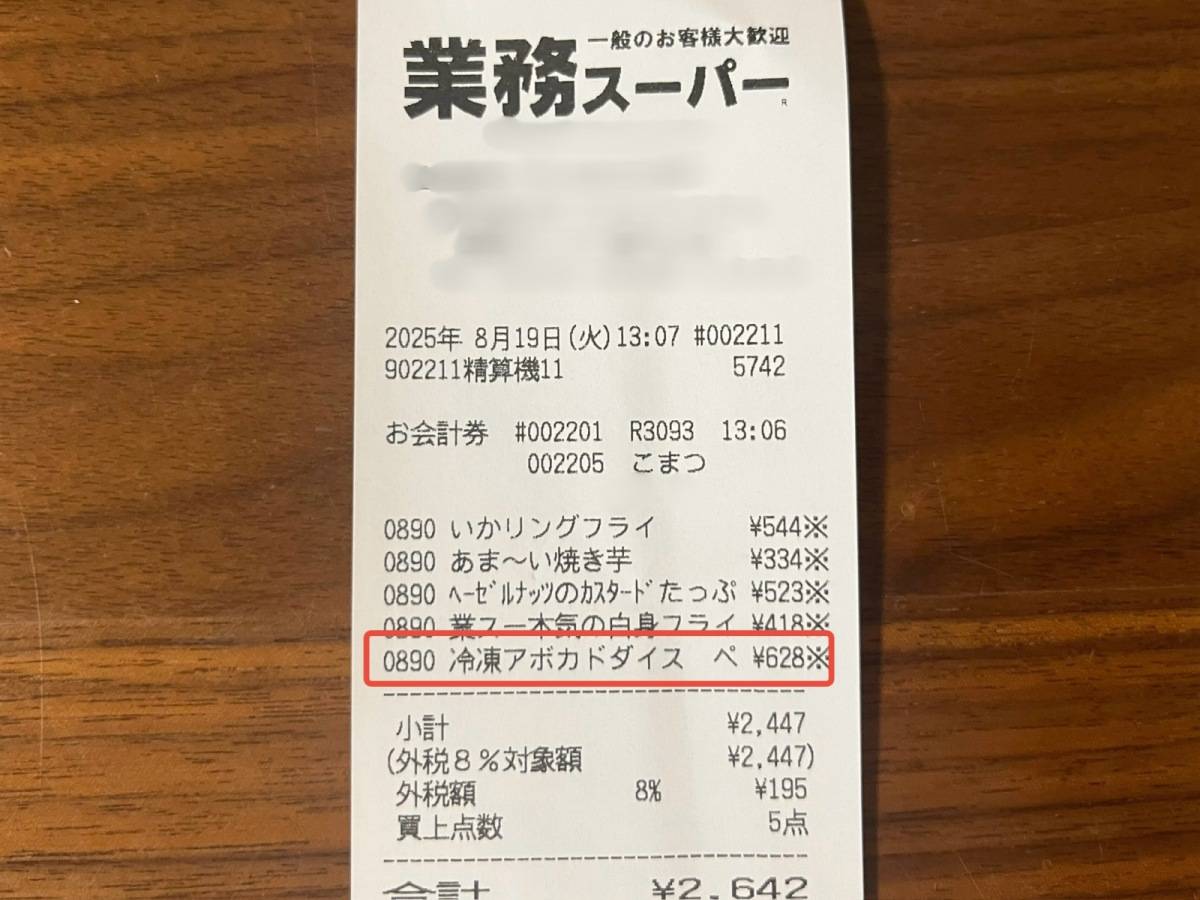 一般のお客様大歓迎
業務スーパー®
2025年 8月19日(火)13:07 #002211
902211精算機11 5742
お会計券 #002201 R3093 13:06
002205 こまつ
0890 いかリングフライ ¥544※
0890 あま～い焼き芋 ¥334※
0890 ヘーゼルナッツのカスタードたっぷ ¥523※
0890 業スー本気の白身フライ ¥418※
0890 冷凍アボカドダイス ペ ¥628※
小計 ¥2,447
(外税8%対象額 ¥2,447)
外税額 8% ¥195
買上点数 5点
合計 ¥2,642